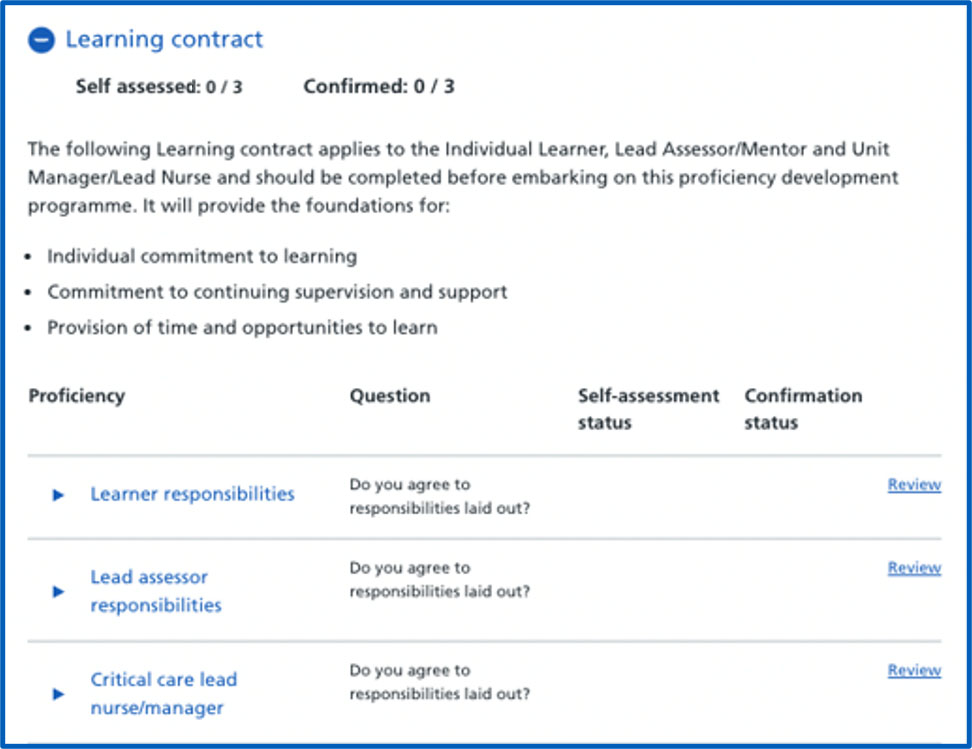 Learning contract
Self assessed: 0 / 3 Confirmed: 0 / 3
The following Learning contract applies to the Individual Learner, Lead Assessor/Mentor and Unit
Manager/Lead Nurse and should be completed before embarking on this proficiency development
programme. It will provide the foundations for:
• Individual commitment to learning
• Commitment to continuing supervision and support
• Provision of time and opportunities to learn
Proficiency Question Self-assessment status Confirmation status
Learner responsibilities
Do you agree to
responsibilities laid out?
Review
Lead assessor
responsibilities
Do you agree to
responsibilities laid out?
Review
Critical care lead
nurse/manager
Do you agree to
responsibilities laid out?
Review